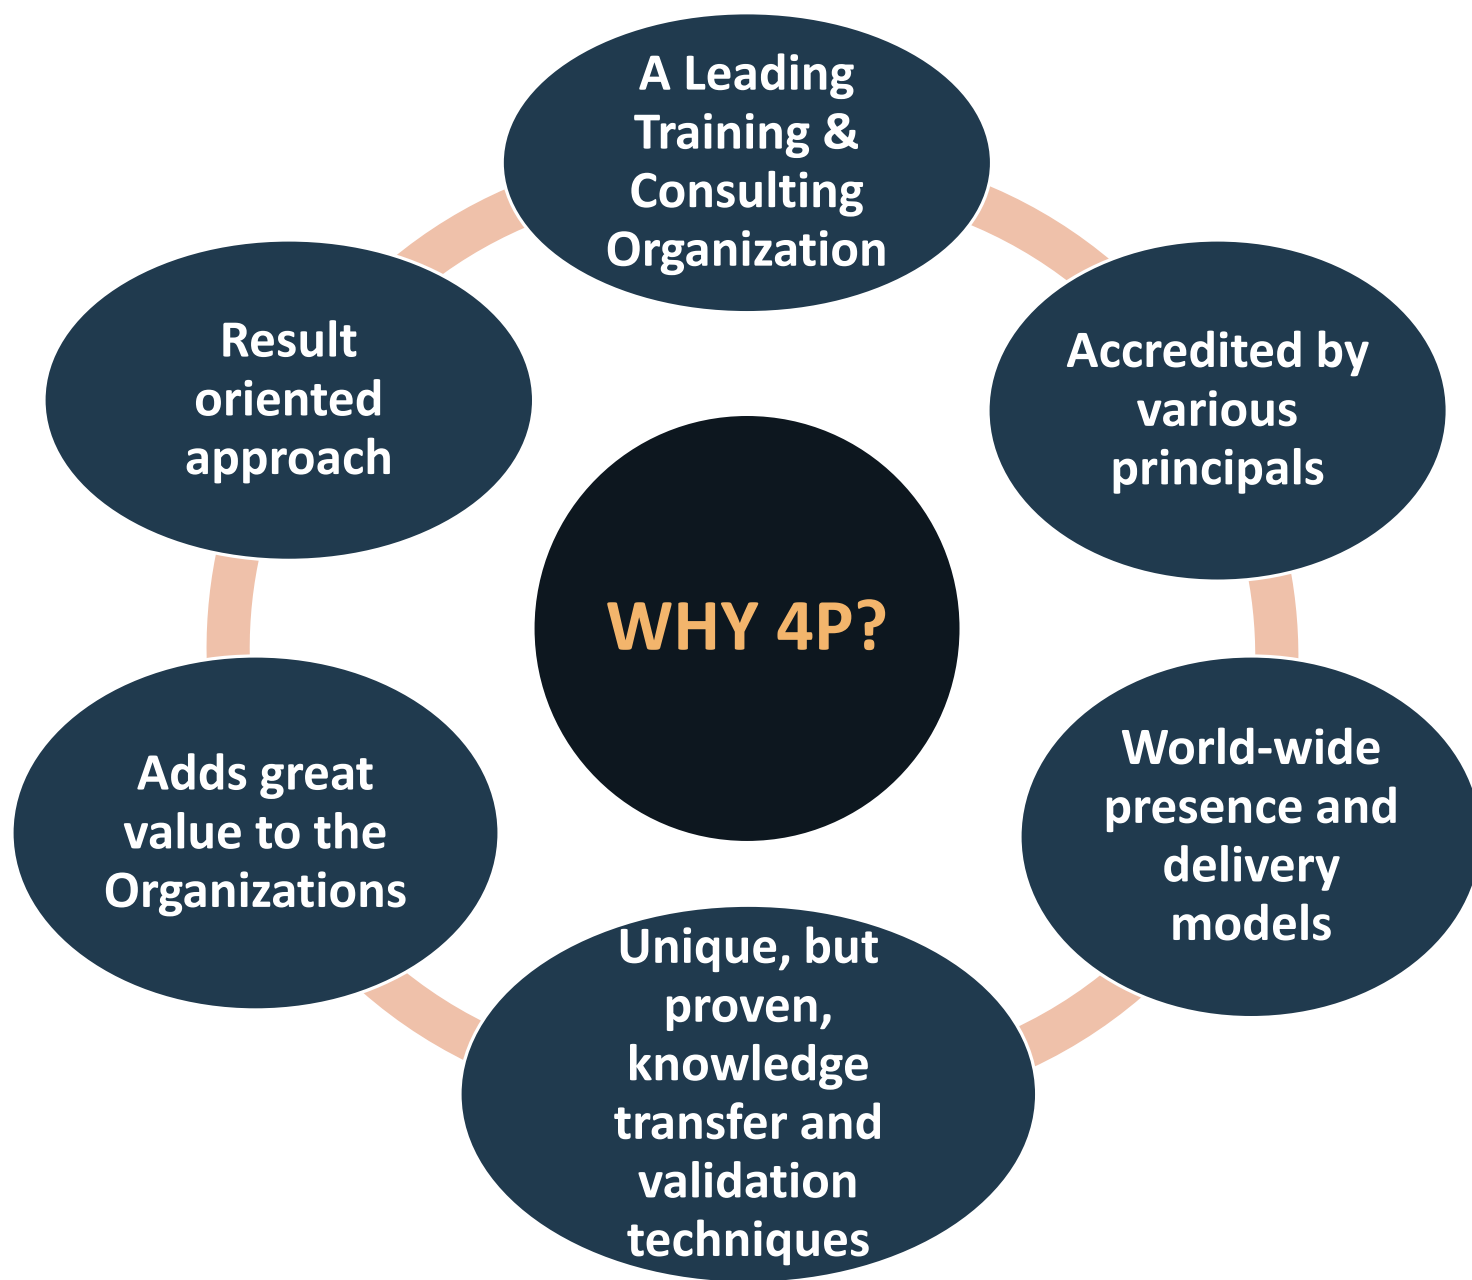 A Leading
Training &
Consulting
Organization
Accredited by
various
principals
World-wide
presence and
delivery
models
Unique, but
proven,
knowledge
transfer and
validation
techniques
Adds great
value to the
Organizations
Result
oriented
approach
WHY 4P?